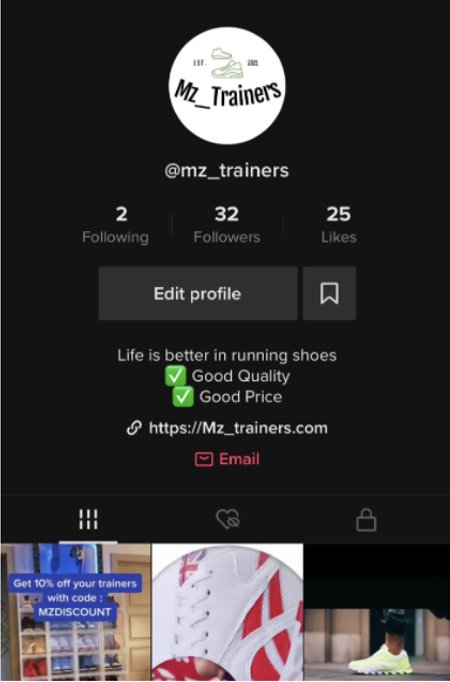 EST. 2021
Mz_Trainers
@mz_trainers
2 32 25
Following Followers Likes
Edit profile
Life is better in running shoes
✅ Good Quality
✅ Good Price
https://Mz_trainers.com
Email
Get 10% off your trainers
with code :
MZDISCOUNT